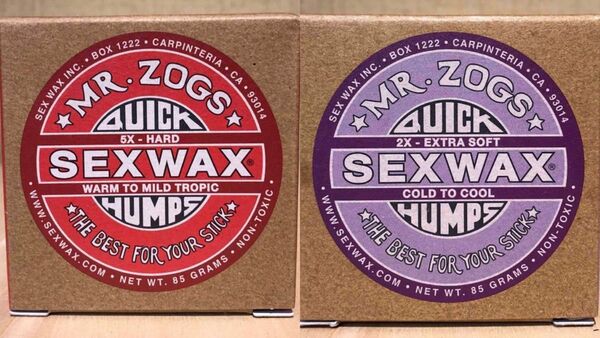 SEX WAX INC. • BOX 1222 • CARPINTERIA • CA • 93014
MR. ZOGS
QUICK
5X - HARD
SEXWAX®
WARM TO MILD TROPIC
HUMPS
THE BEST FOR YOUR STICK
• WWW.SEXWAX.COM • NET WT. 85 GRAMS • NON-TOXIC •
SEX WAX INC. • BOX 1222 • CARPINTERIA • CA • 93014
MR. ZOGS
QUICK
2X - EXTRA SOFT
SEXWAX®
COLD TO COOL
HUMPS
THE BEST FOR YOUR STICK
• WWW.SEXWAX.COM • NET WT. 85 GRAMS • NON-TOXIC •